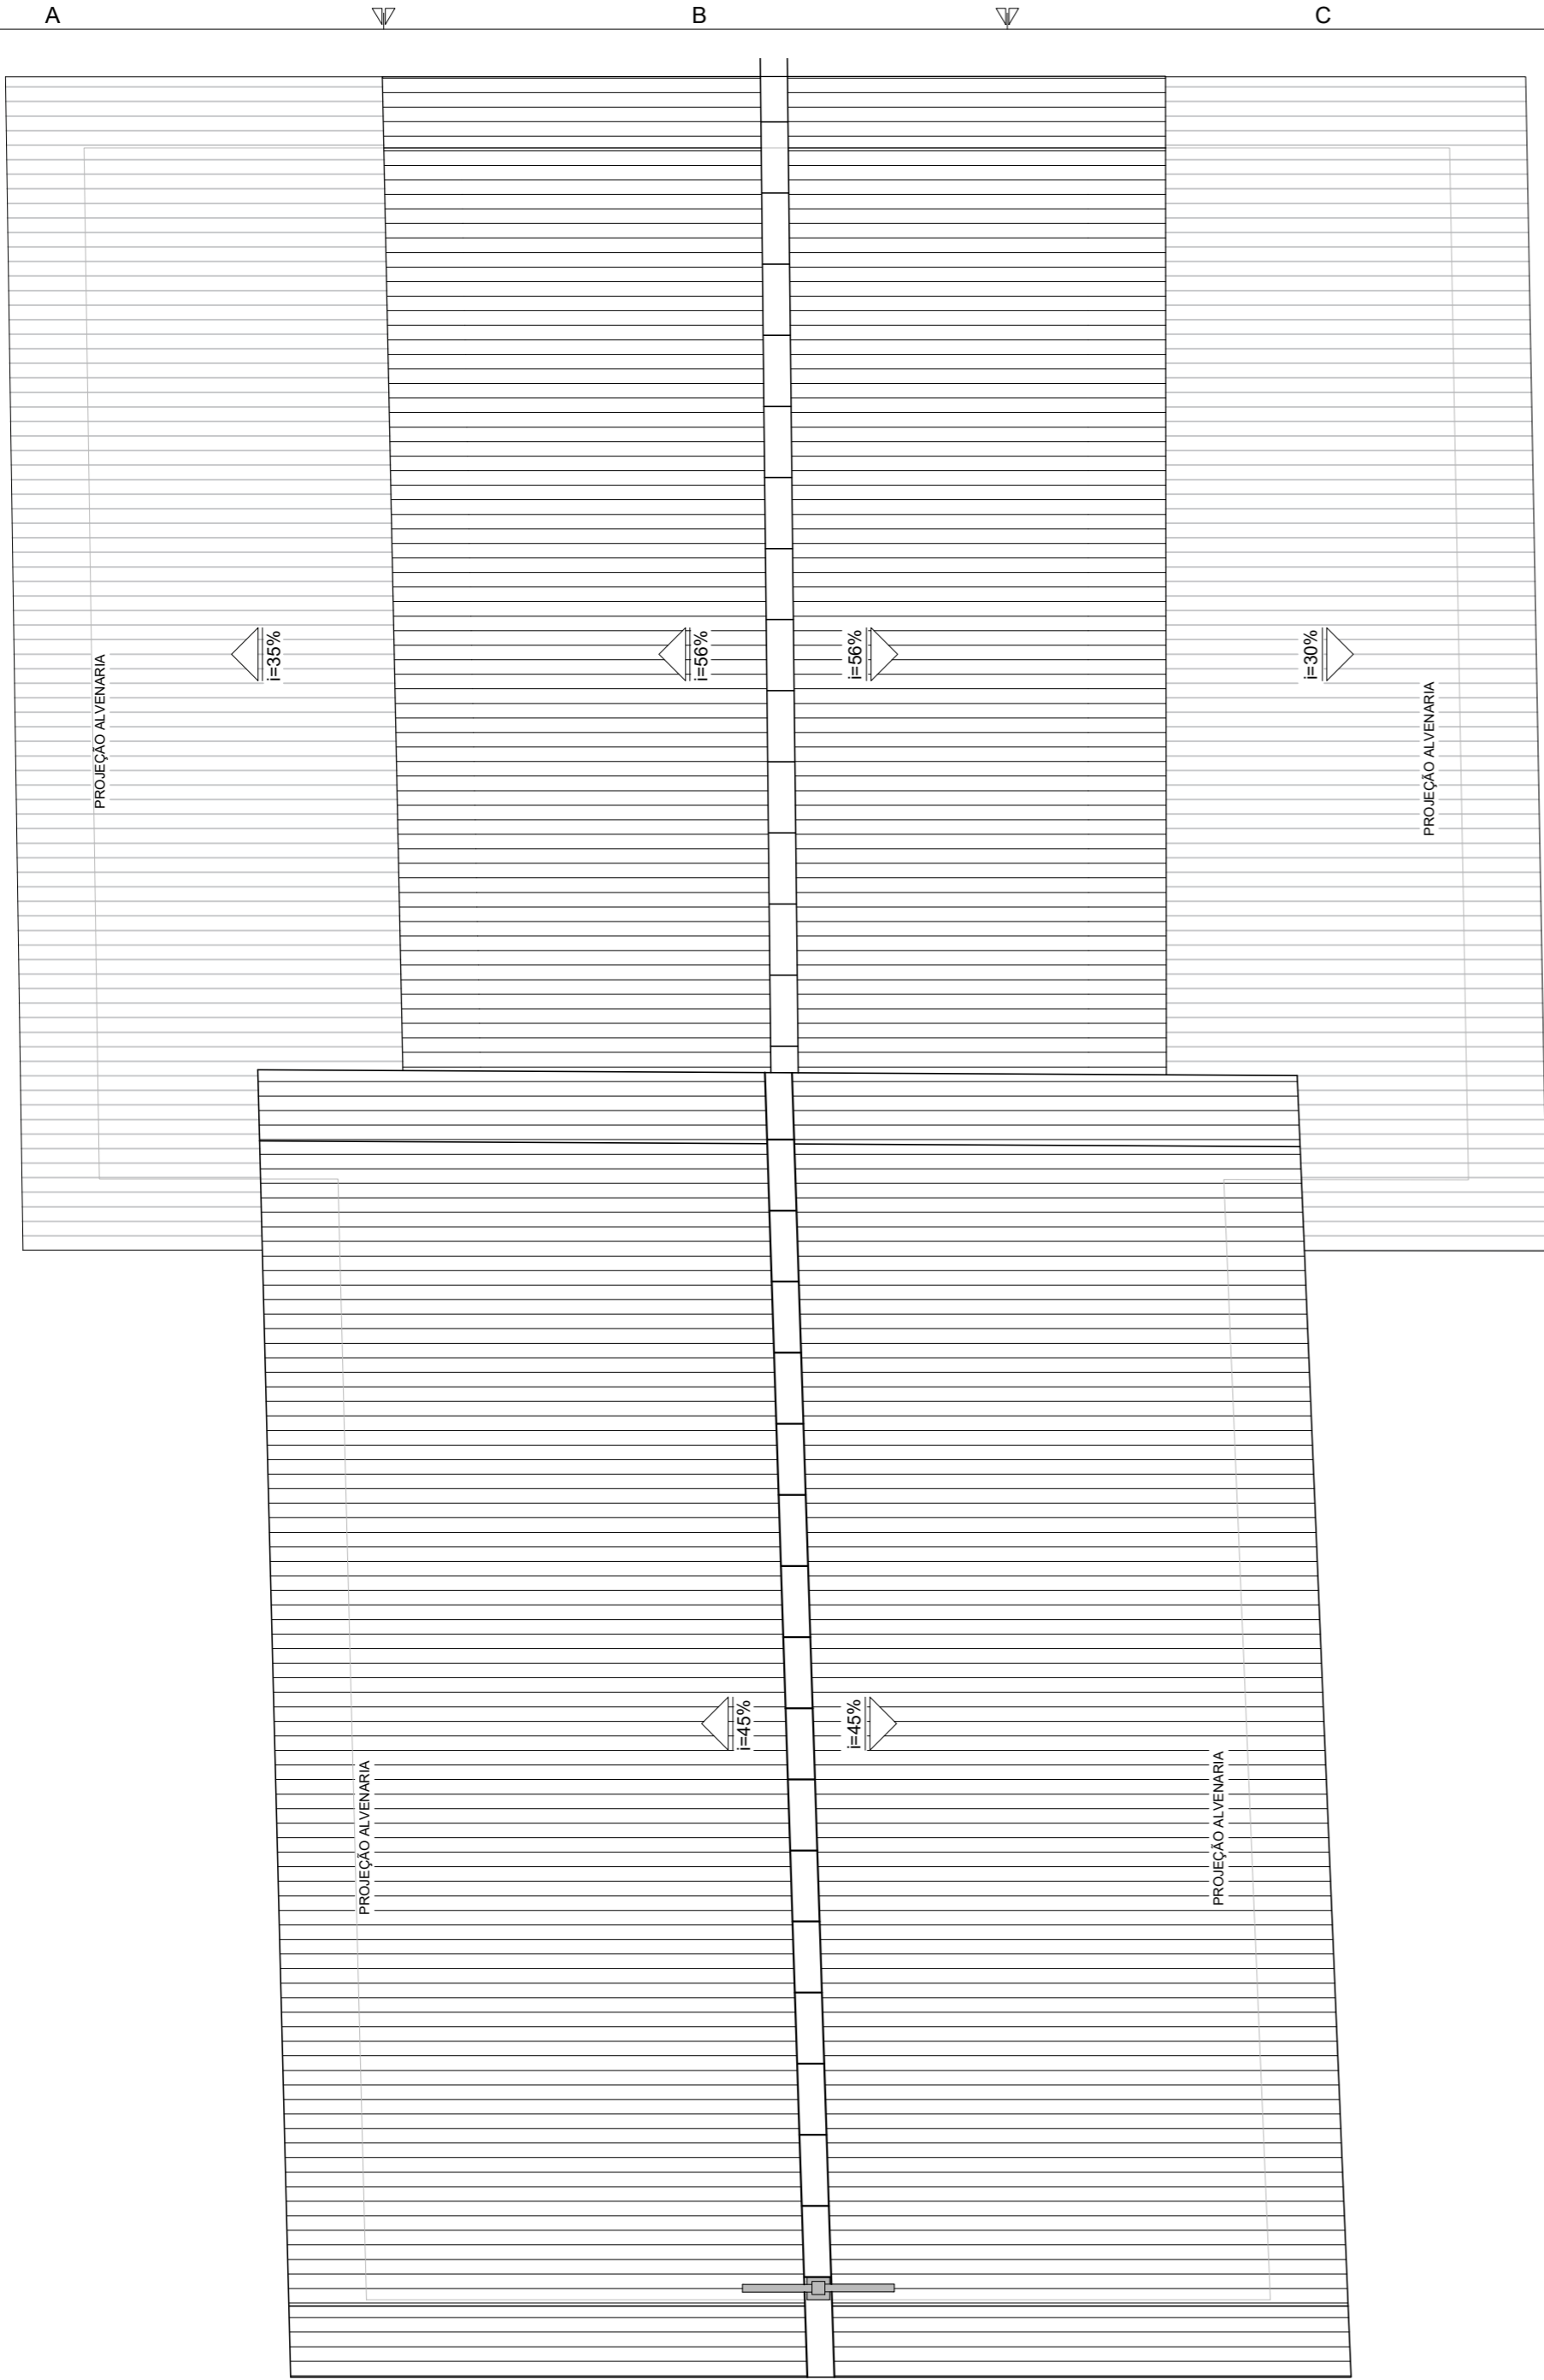 A
B
C
i=35%
i=56%
i=56%
i=30%
PROJEÇÃO ALVENARIA
PROJEÇÃO ALVENARIA
i=45%
i=45%
PROJEÇÃO ALVENARIA
PROJEÇÃO ALVENARIA